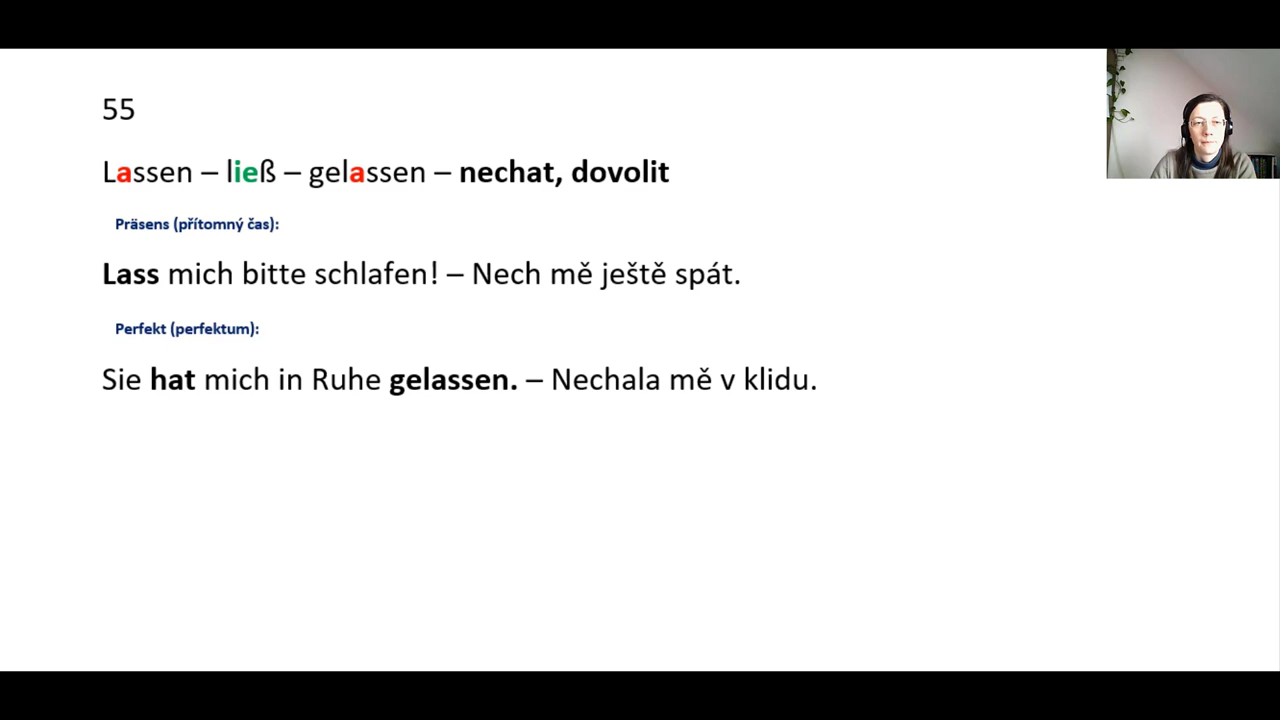 55
Lassen – ließ – gelassen – nechat, dovolit
Präsens (přítomný čas):
Lass mich bitte schlafen! – Nech mě ještě spát.
Perfekt (perfektum):
Sie hat mich in Ruhe gelassen. – Nechala mě v klidu.